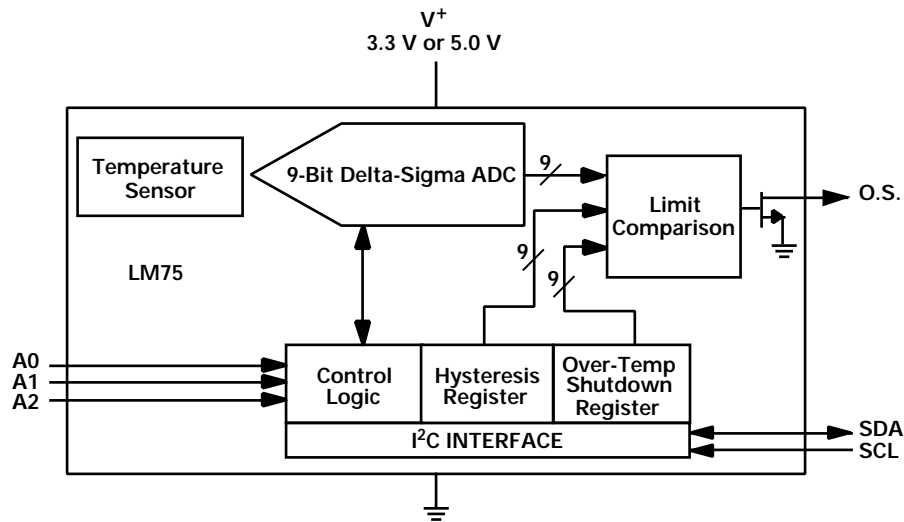 V⁺
3.3 V or 5.0 V
Temperature
Sensor
9-Bit Delta-Sigma ADC
9
Limit
Comparison
O.S.
9
9
LM75
A0
A1
A2
Control
Logic
Hysteresis
Register
Over-Temp
Shutdown
Register
I²C INTERFACE
SDA
SCL